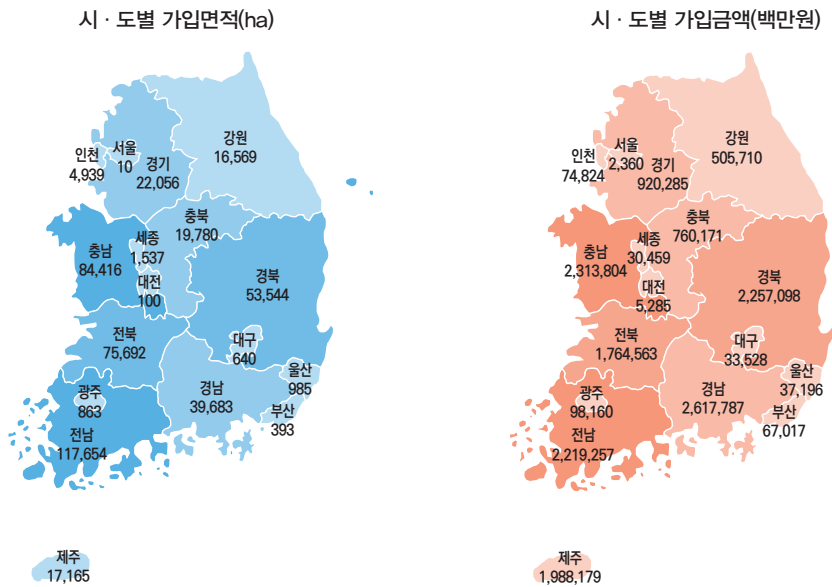 시 · 도별 가입면적(ha)
서울
10
인천
4,939
경기
22,056
강원
16,569
충북
19,780
세종
1,537
충남
84,416
대전
100
경북
53,544
전북
75,692
대구
640
울산
985
광주
863
경남
39,683
부산
393
전남
117,654
제주
17,165
시 · 도별 가입금액(백만원)
서울
2,360
인천
74,824
경기
920,285
강원
505,710
충북
760,171
세종
30,459
충남
2,313,804
대전
5,285
경북
2,257,098
전북
1,764,563
대구
33,528
울산
37,196
광주
98,160
경남
2,617,787
부산
67,017
전남
2,219,257
제주
1,988,179